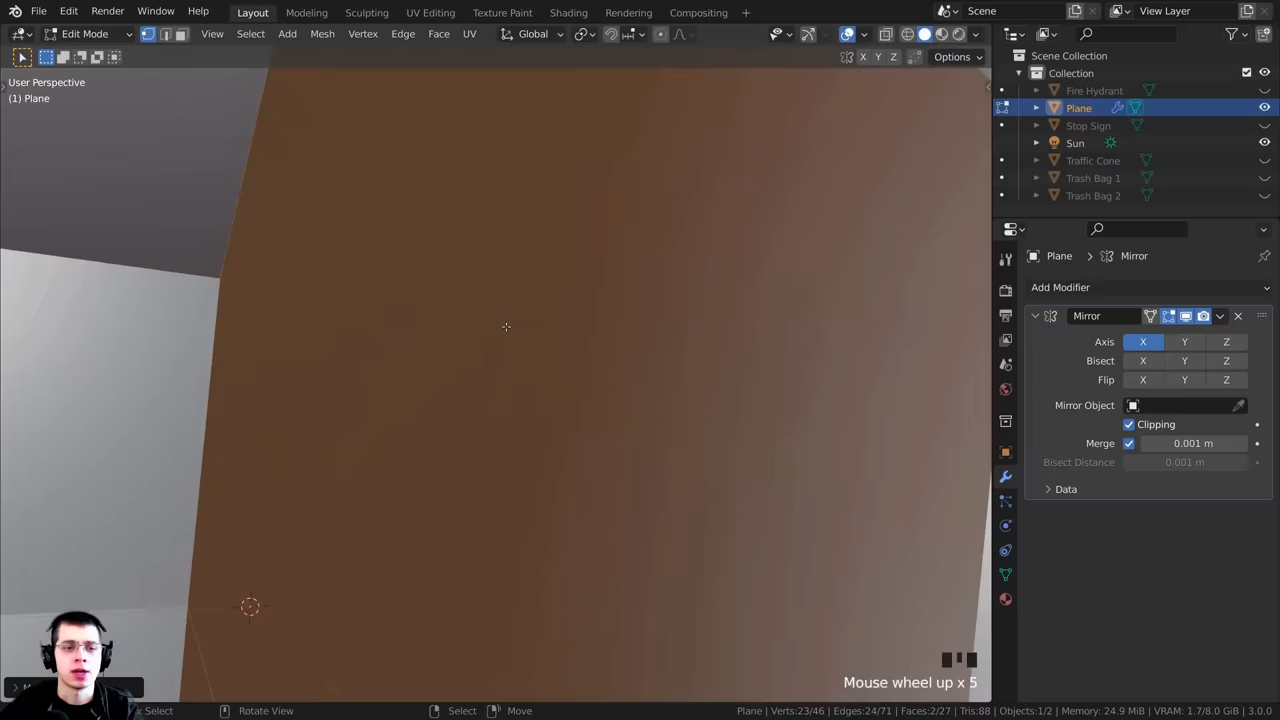 File Edit Render Window Help Layout Modeling Sculpting UV Editing Texture Paint Shading Rendering Compositing + Scene View Layer
Edit Mode View Select Add Mesh Vertex Edge Face UV Global
X Y Z Options
User Perspective
(1) Plane
Scene Collection
Collection
Fire Hydrant
Plane
Stop Sign
Sun
Traffic Cone
Trash Bag 1
Trash Bag 2
Plane Mirror
Add Modifier
Mirror
Axis X Y Z
Bisect X Y Z
Flip X Y Z
Mirror Object
Clipping
Merge 0.001 m
Bisect Distance 0.001 m
Data
Mouse wheel up x 5
Select Rotate View Select Move Plane | Verts:23/46 | Edges:24/71 | Faces:2/27 | Tris:88 | Objects:1/2 | Memory: 24.9 MiB | VRAM: 1.7/8.0 GiB | 3.0.0